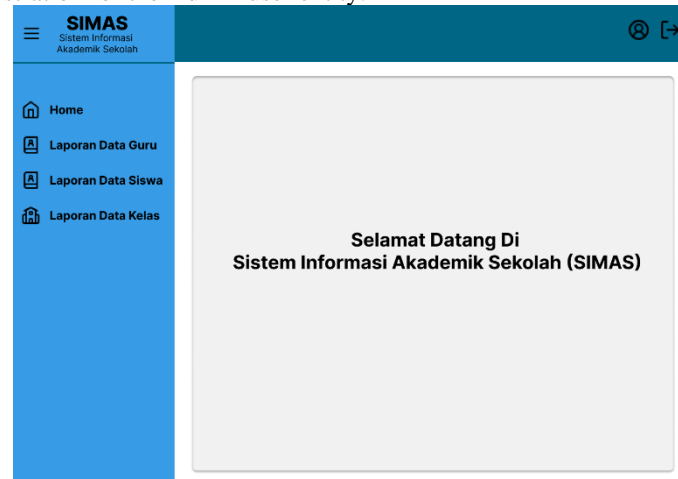 SIMAS
Sistem Informasi
Akademik Sekolah
Home
Laporan Data Guru
Laporan Data Siswa
Laporan Data Kelas
Selamat Datang Di
Sistem Informasi Akademik Sekolah (SIMAS)